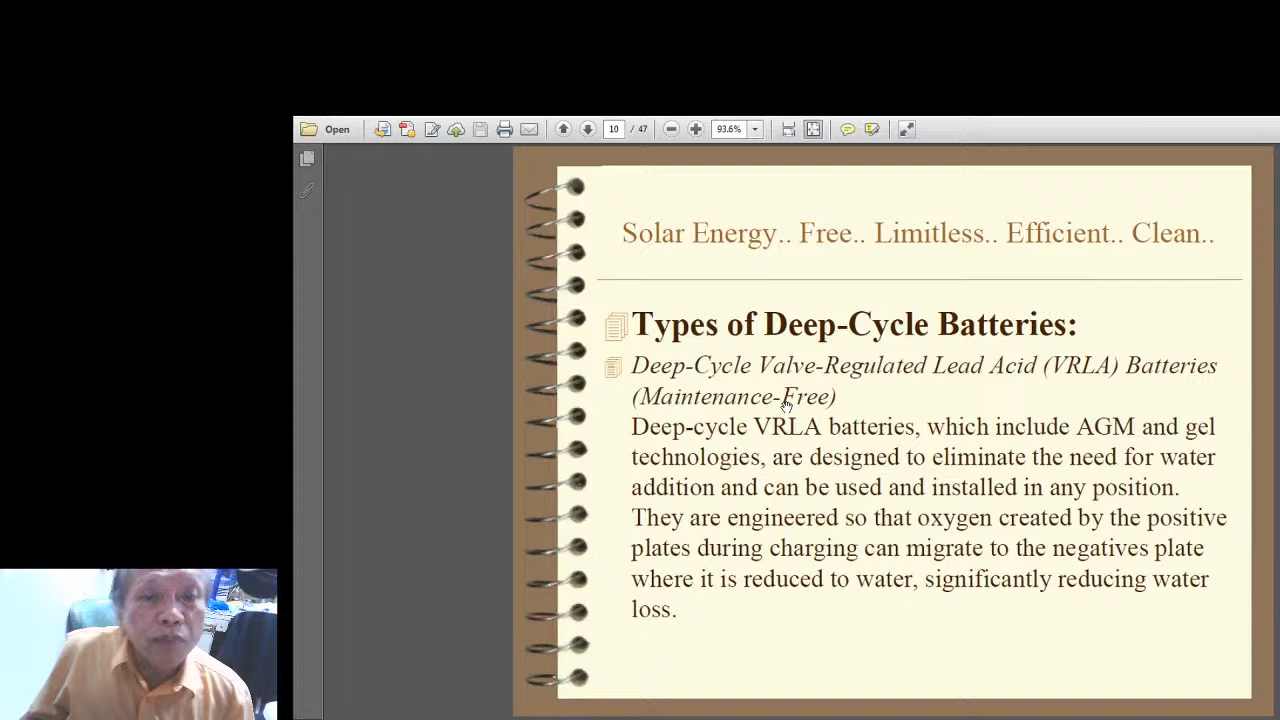 Open
10 / 47
93.6%
Solar Energy.. Free.. Limitless.. Efficient.. Clean..
Types of Deep-Cycle Batteries:
Deep-Cycle Valve-Regulated Lead Acid (VRLA) Batteries
(Maintenance-Free)
Deep-cycle VRLA batteries, which include AGM and gel
technologies, are designed to eliminate the need for water
addition and can be used and installed in any position.
They are engineered so that oxygen created by the positive
plates during charging can migrate to the negatives plate
where it is reduced to water, significantly reducing water
loss.